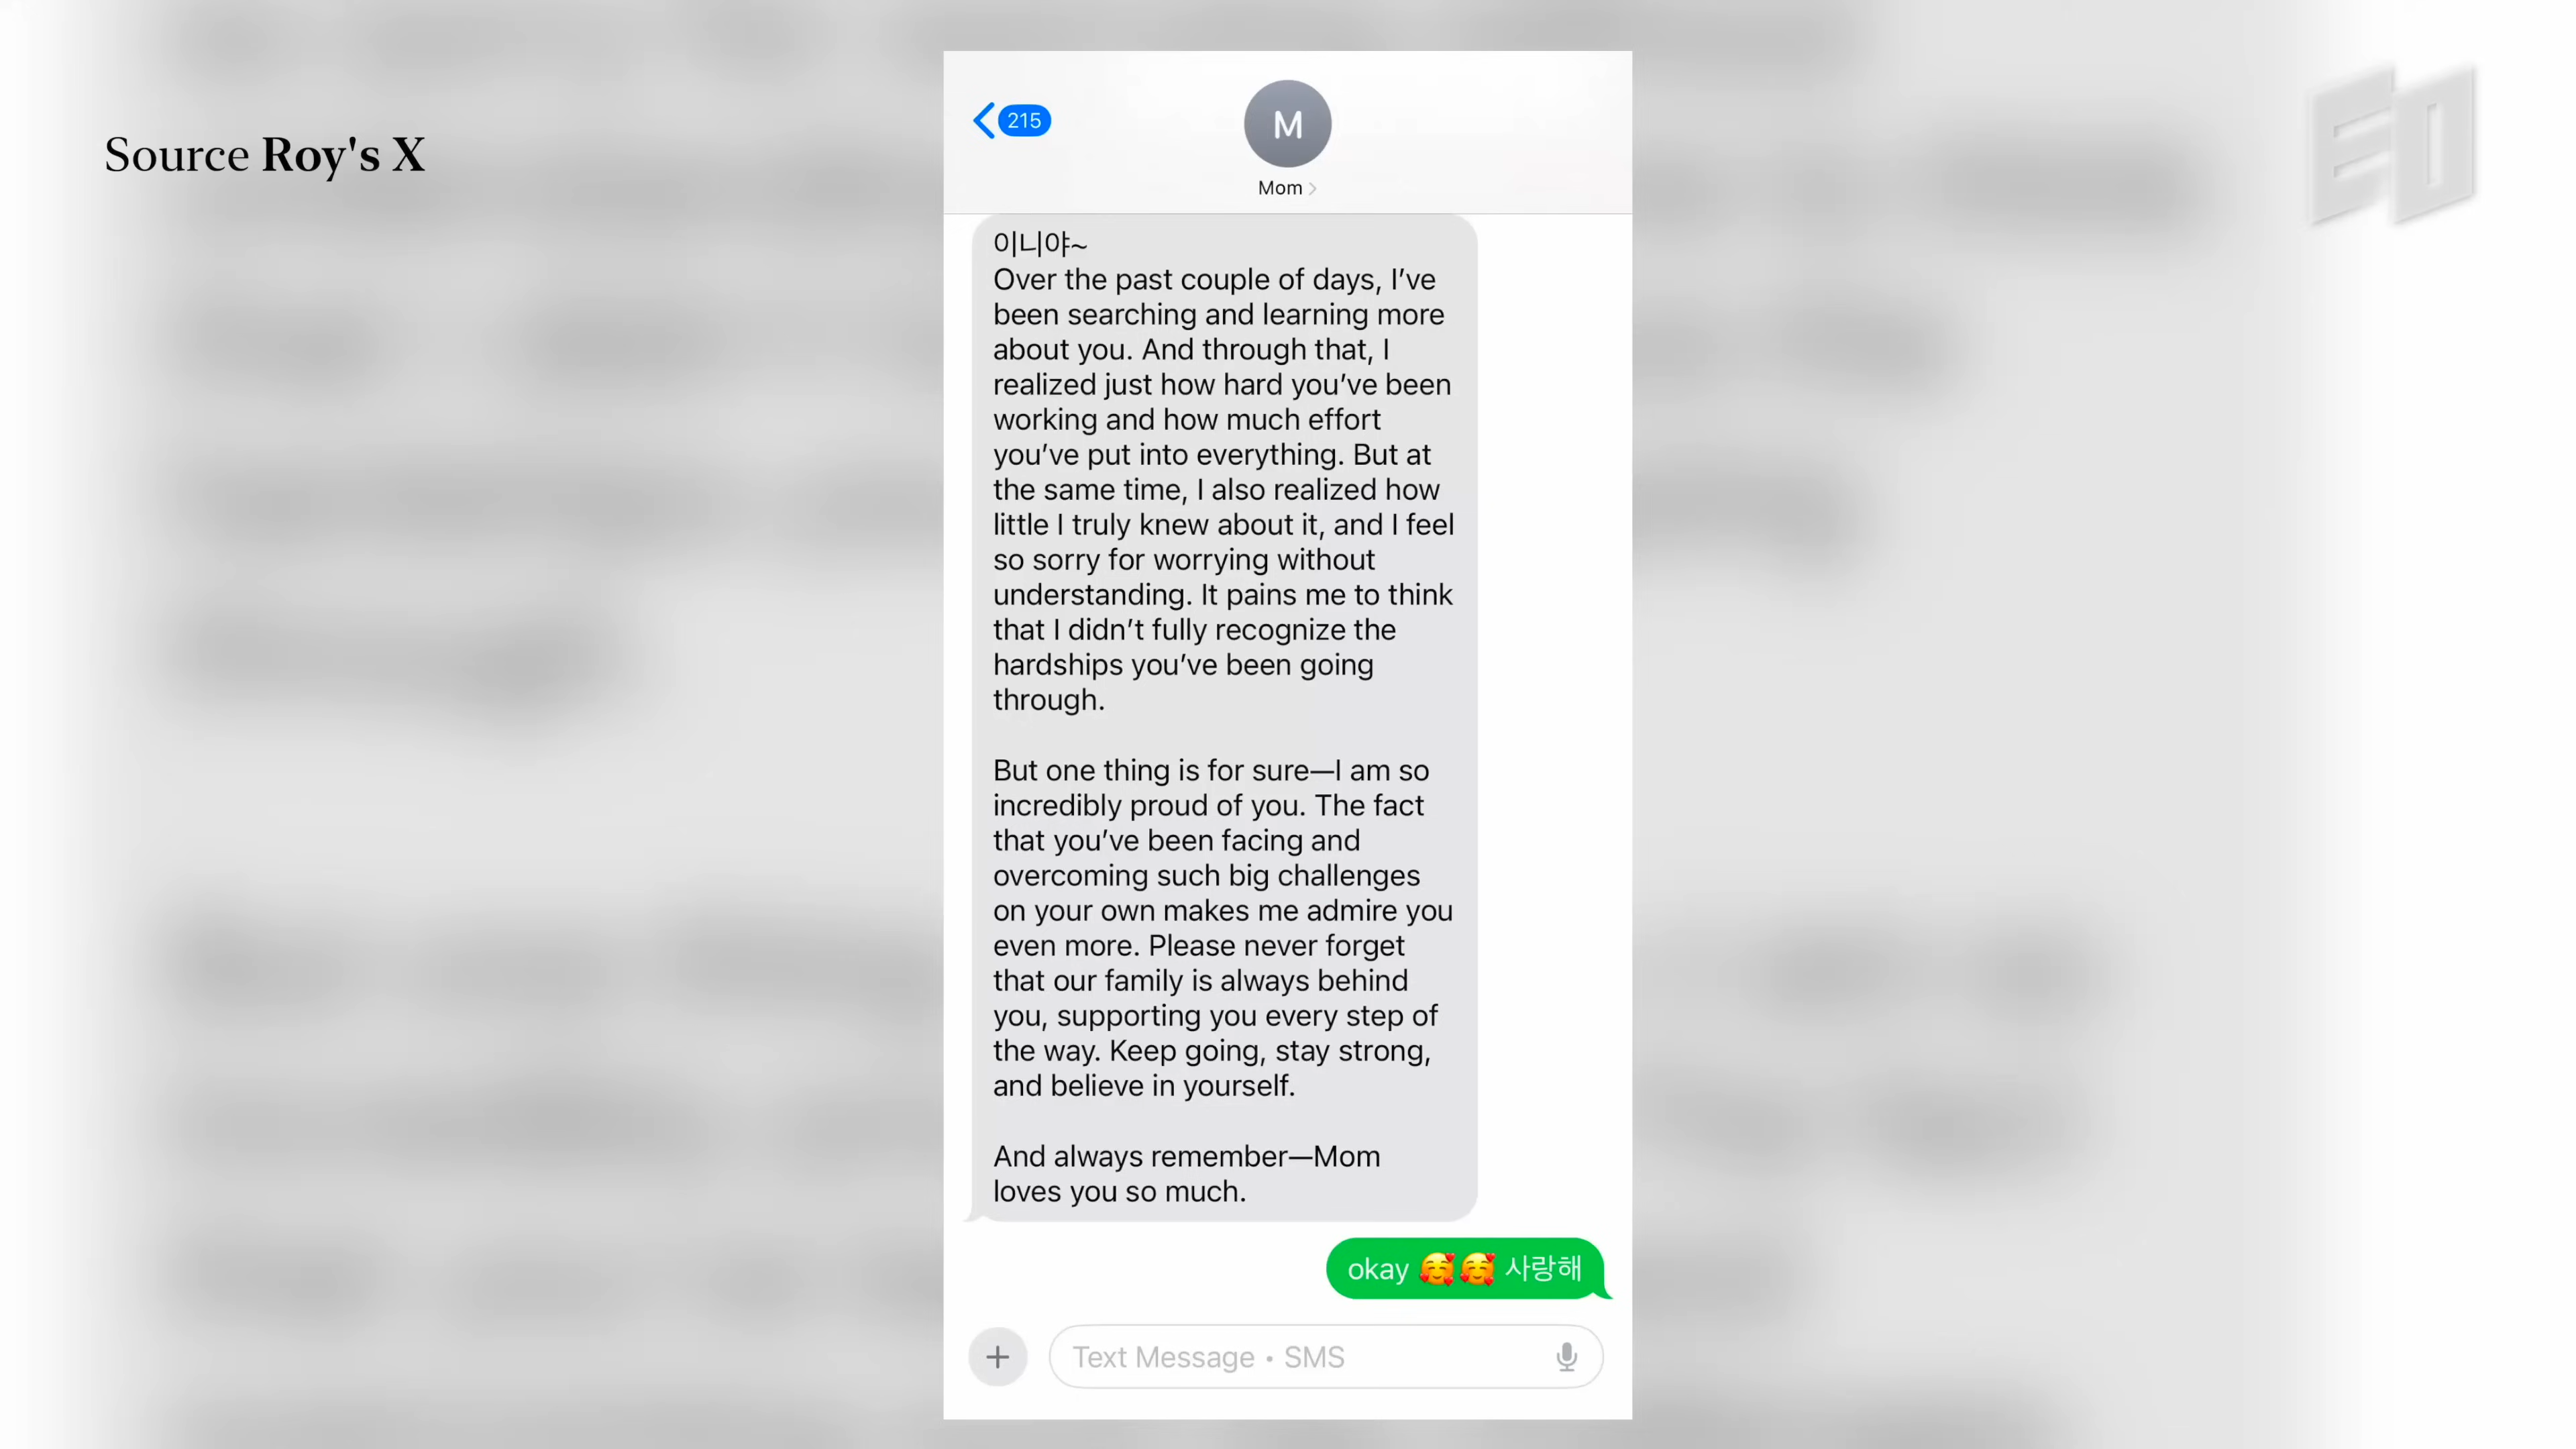 Source Roy's X
EO
215
M
Mom
이니야~
Over the past couple of days, I’ve
been searching and learning more
about you. And through that, I
realized just how hard you’ve been
working and how much effort
you’ve put into everything. But at
the same time, I also realized how
little I truly knew about it, and I feel
so sorry for worrying without
understanding. It pains me to think
that I didn’t fully recognize the
hardships you’ve been going
through.
But one thing is for sure—I am so
incredibly proud of you. The fact
that you’ve been facing and
overcoming such big challenges
on your own makes me admire you
even more. Please never forget
that our family is always behind
you, supporting you every step of
the way. Keep going, stay strong,
and believe in yourself.
And always remember—Mom
loves you so much.
okay 🥰🥰 사랑해
Text Message • SMS